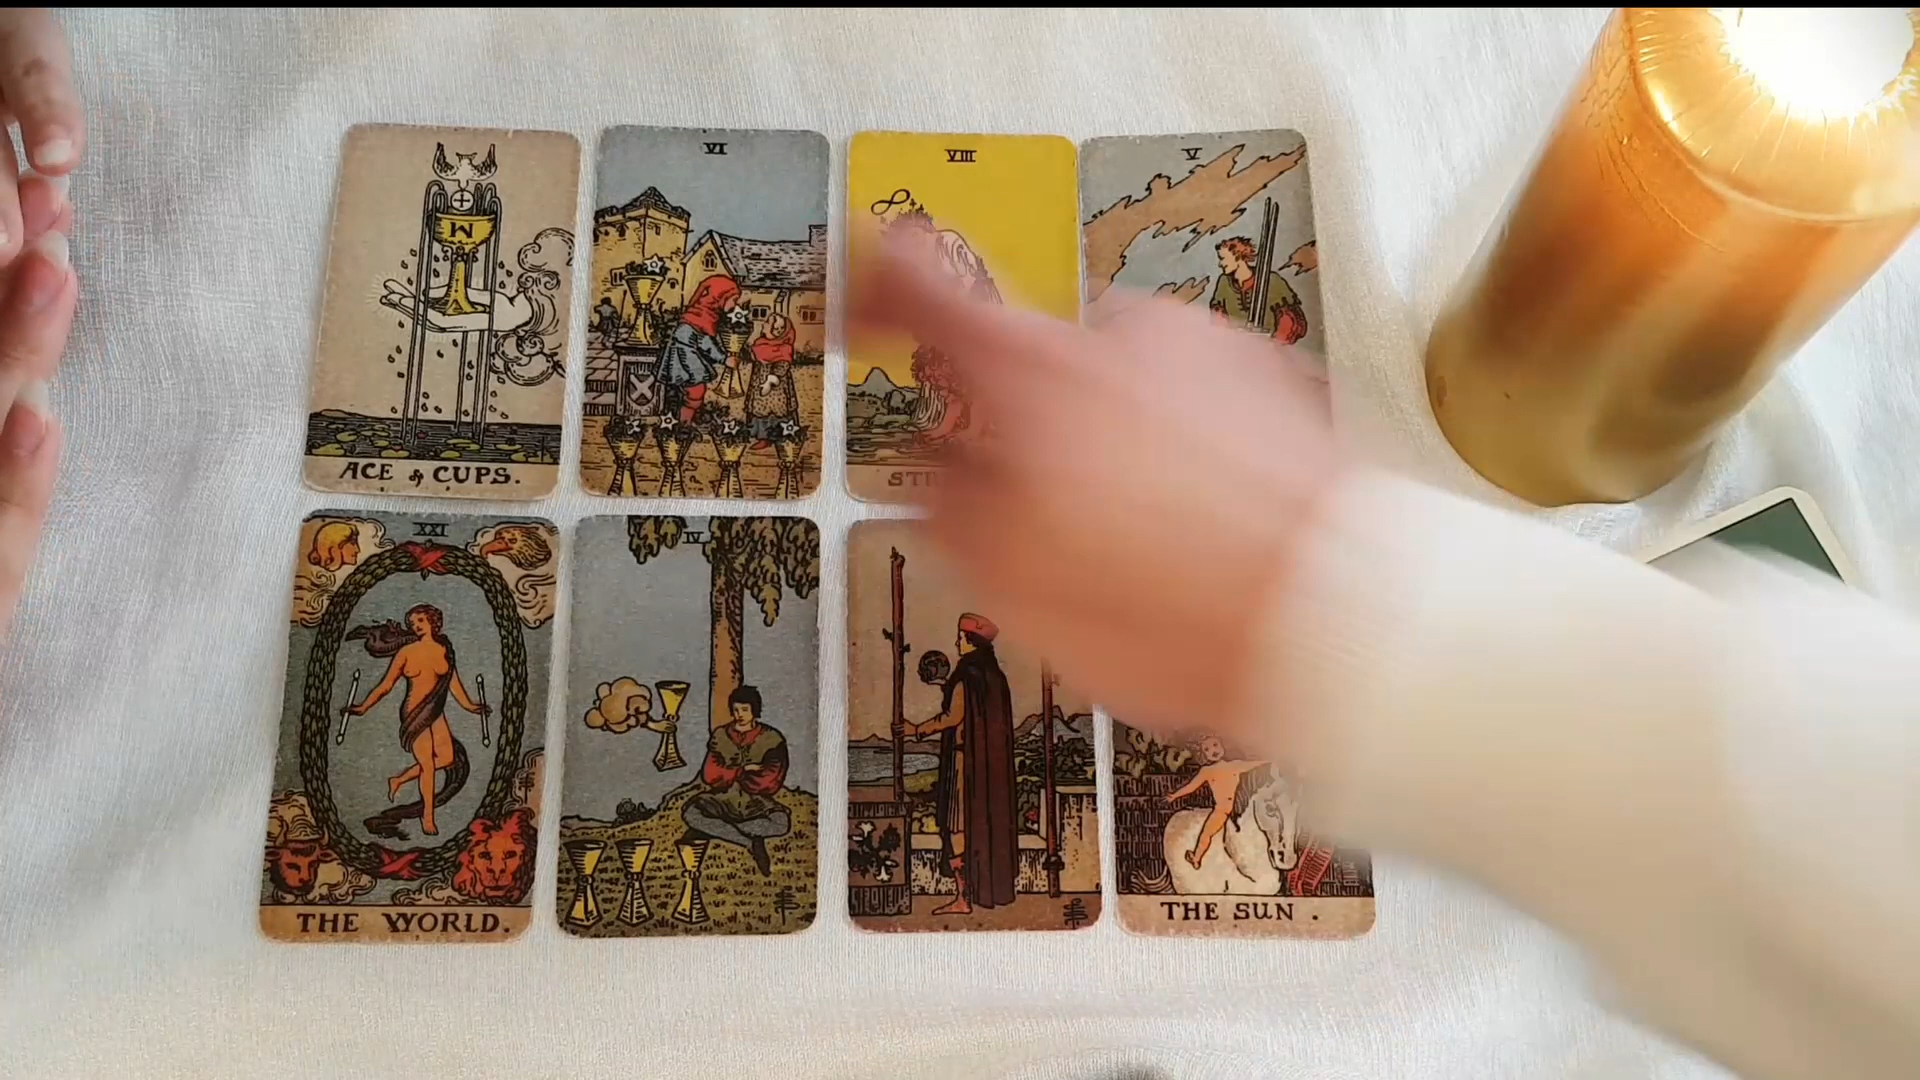 VI
VIII
V
ACE of CUPS.
XXI
IV
THE WORLD.
THE SUN .